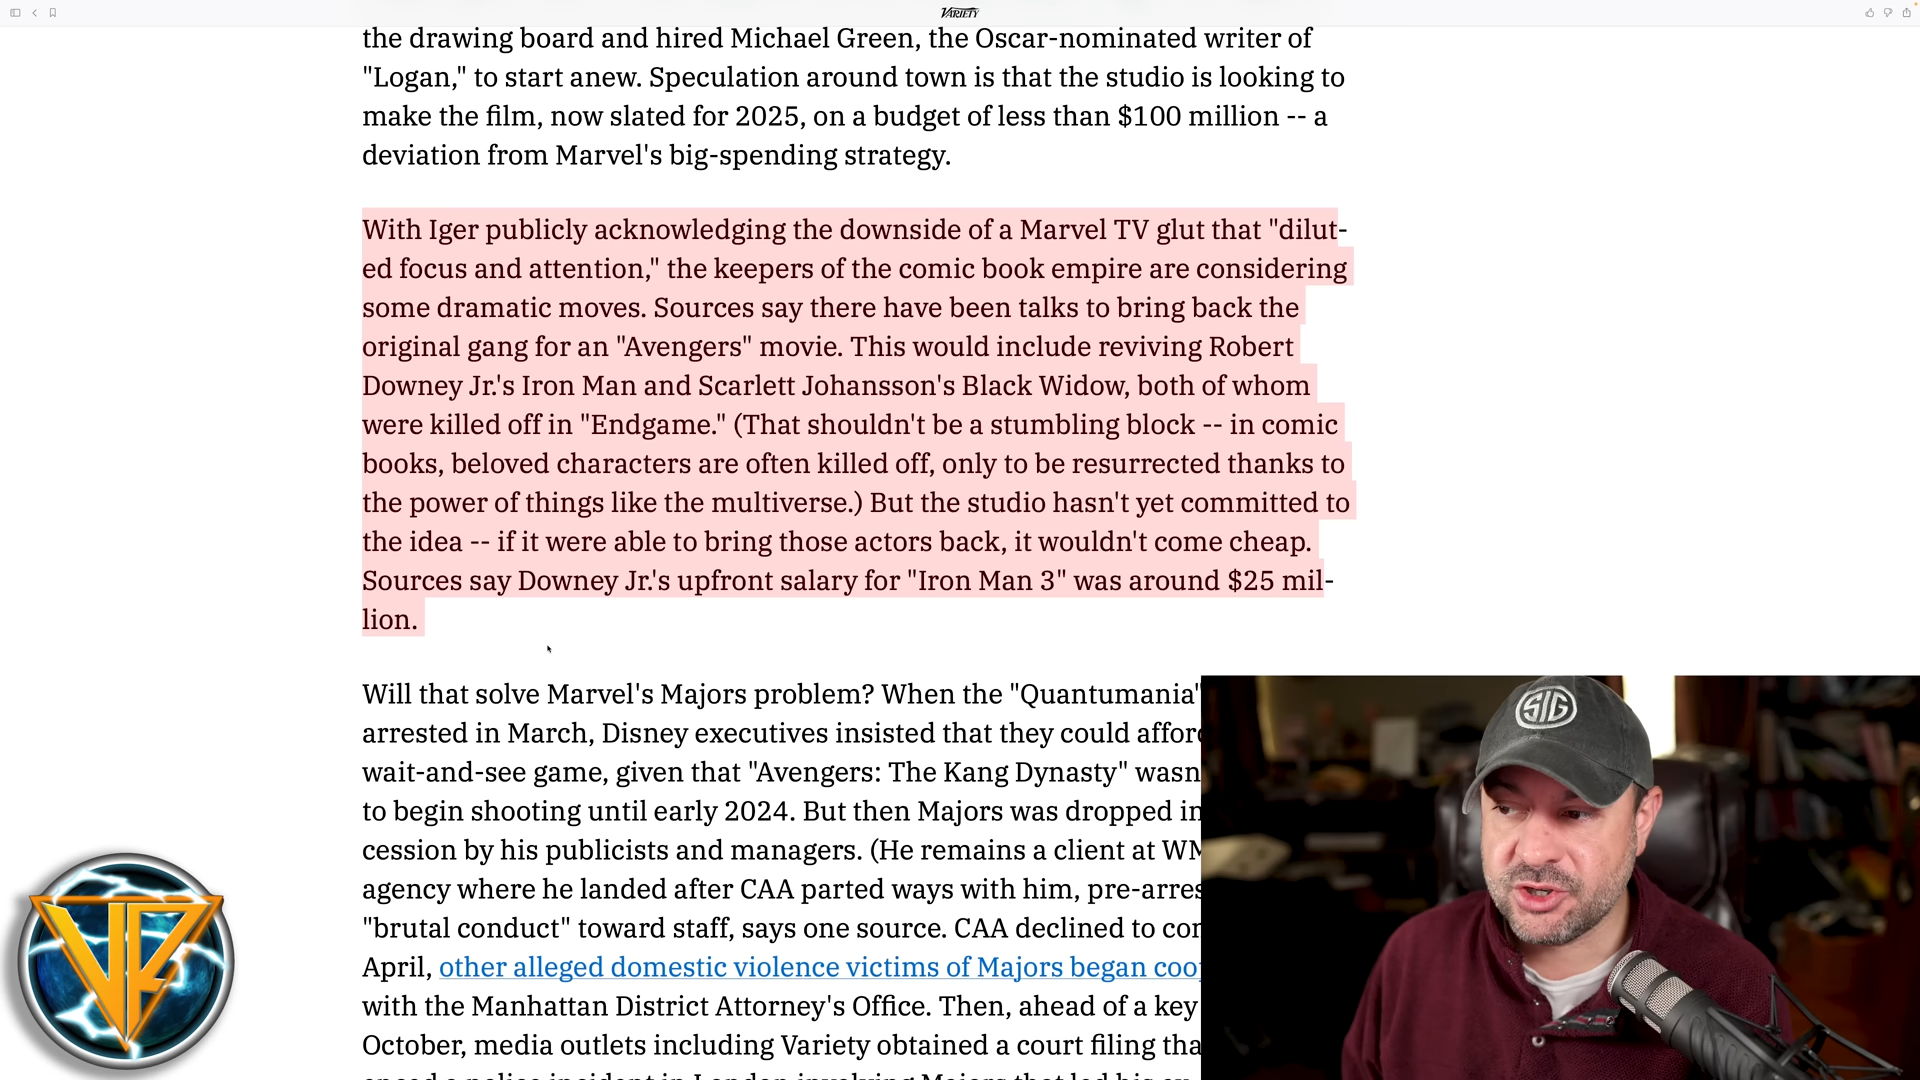 VARIETY
the drawing board and hired Michael Green, the Oscar-nominated writer of
"Logan," to start anew. Speculation around town is that the studio is looking to
make the film, now slated for 2025, on a budget of less than $100 million -- a
deviation from Marvel's big-spending strategy.
With Iger publicly acknowledging the downside of a Marvel TV glut that "dilut-
ed focus and attention," the keepers of the comic book empire are considering
some dramatic moves. Sources say there have been talks to bring back the
original gang for an "Avengers" movie. This would include reviving Robert
Downey Jr.'s Iron Man and Scarlett Johansson's Black Widow, both of whom
were killed off in "Endgame." (That shouldn't be a stumbling block -- in comic
books, beloved characters are often killed off, only to be resurrected thanks to
the power of things like the multiverse.) But the studio hasn't yet committed to
the idea -- if it were able to bring those actors back, it wouldn't come cheap.
Sources say Downey Jr.'s upfront salary for "Iron Man 3" was around $25 mil-
lion.
Will that solve Marvel's Majors problem? When the "Quantumania"
arrested in March, Disney executives insisted that they could
wait-and-see game, given that "Avengers: The Kang Dynasty"
to begin shooting until early 2024. But then Majors was dropped in
cession by his publicists and managers. (He remains a client at
agency where he landed after CAA parted ways with him,
"brutal conduct" toward staff, says one source. CAA declined to
April, other alleged domestic violence victims of Majors began
with the Manhattan District Attorney's Office. Then, ahead of a key
October, media outlets including Variety obtained a court filing
SIG